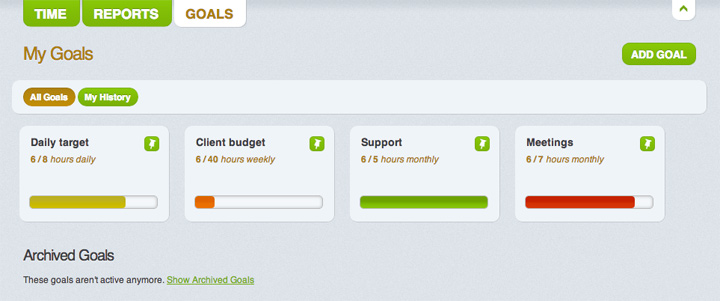 TIME REPORTS GOALS
My Goals
ADD GOAL
All Goals My History
Daily target
6 / 8 hours daily
Client budget
6 / 40 hours weekly
Support
6 / 5 hours monthly
Meetings
6 / 7 hours monthly
Archived Goals
These goals aren't active anymore. Show Archived Goals